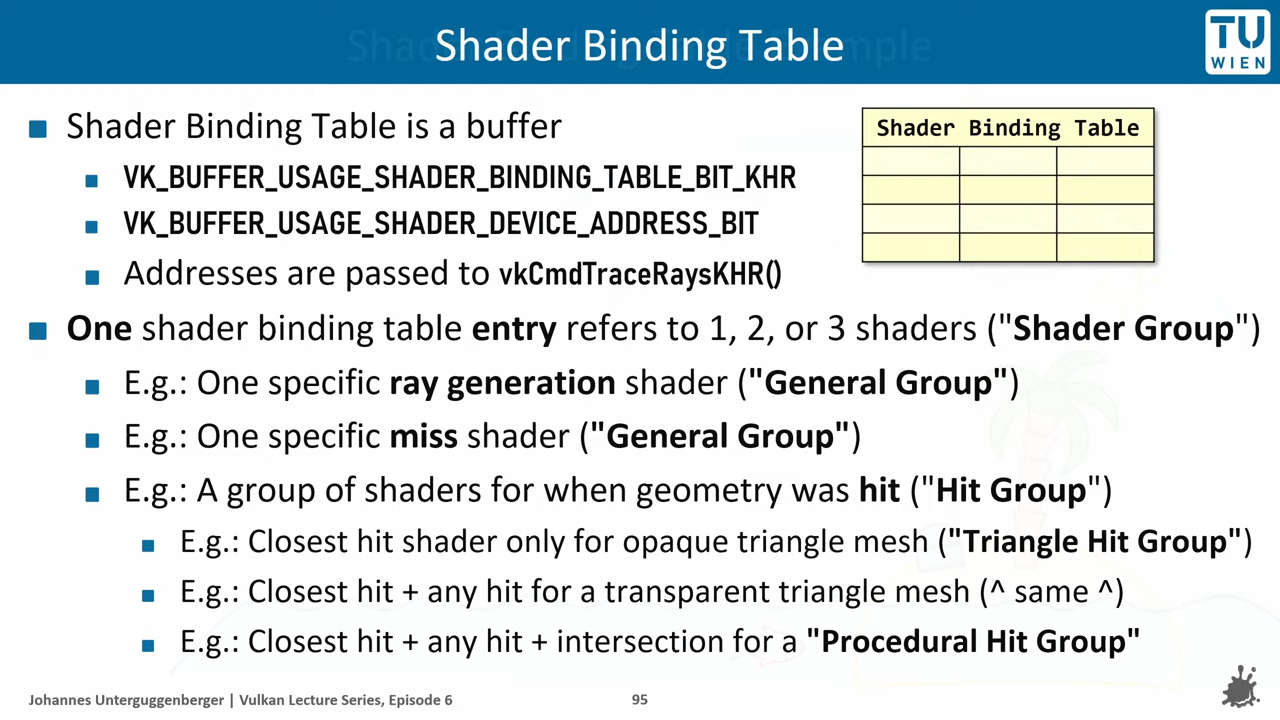 Shader Binding Table
TU
WIEN
Shader Binding Table is a buffer
VK_BUFFER_USAGE_SHADER_BINDING_TABLE_BIT_KHR
VK_BUFFER_USAGE_SHADER_DEVICE_ADDRESS_BIT
Addresses are passed to vkCmdTraceRaysKHR()
Shader Binding Table
One shader binding table entry refers to 1, 2, or 3 shaders ("Shader Group")
E.g.: One specific ray generation shader ("General Group")
E.g.: One specific miss shader ("General Group")
E.g.: A group of shaders for when geometry was hit ("Hit Group")
E.g.: Closest hit shader only for opaque triangle mesh ("Triangle Hit Group")
E.g.: Closest hit + any hit for a transparent triangle mesh (^ same ^)
E.g.: Closest hit + any hit + intersection for a "Procedural Hit Group"
Johannes Unterguggenberger | Vulkan Lecture Series, Episode 6
95